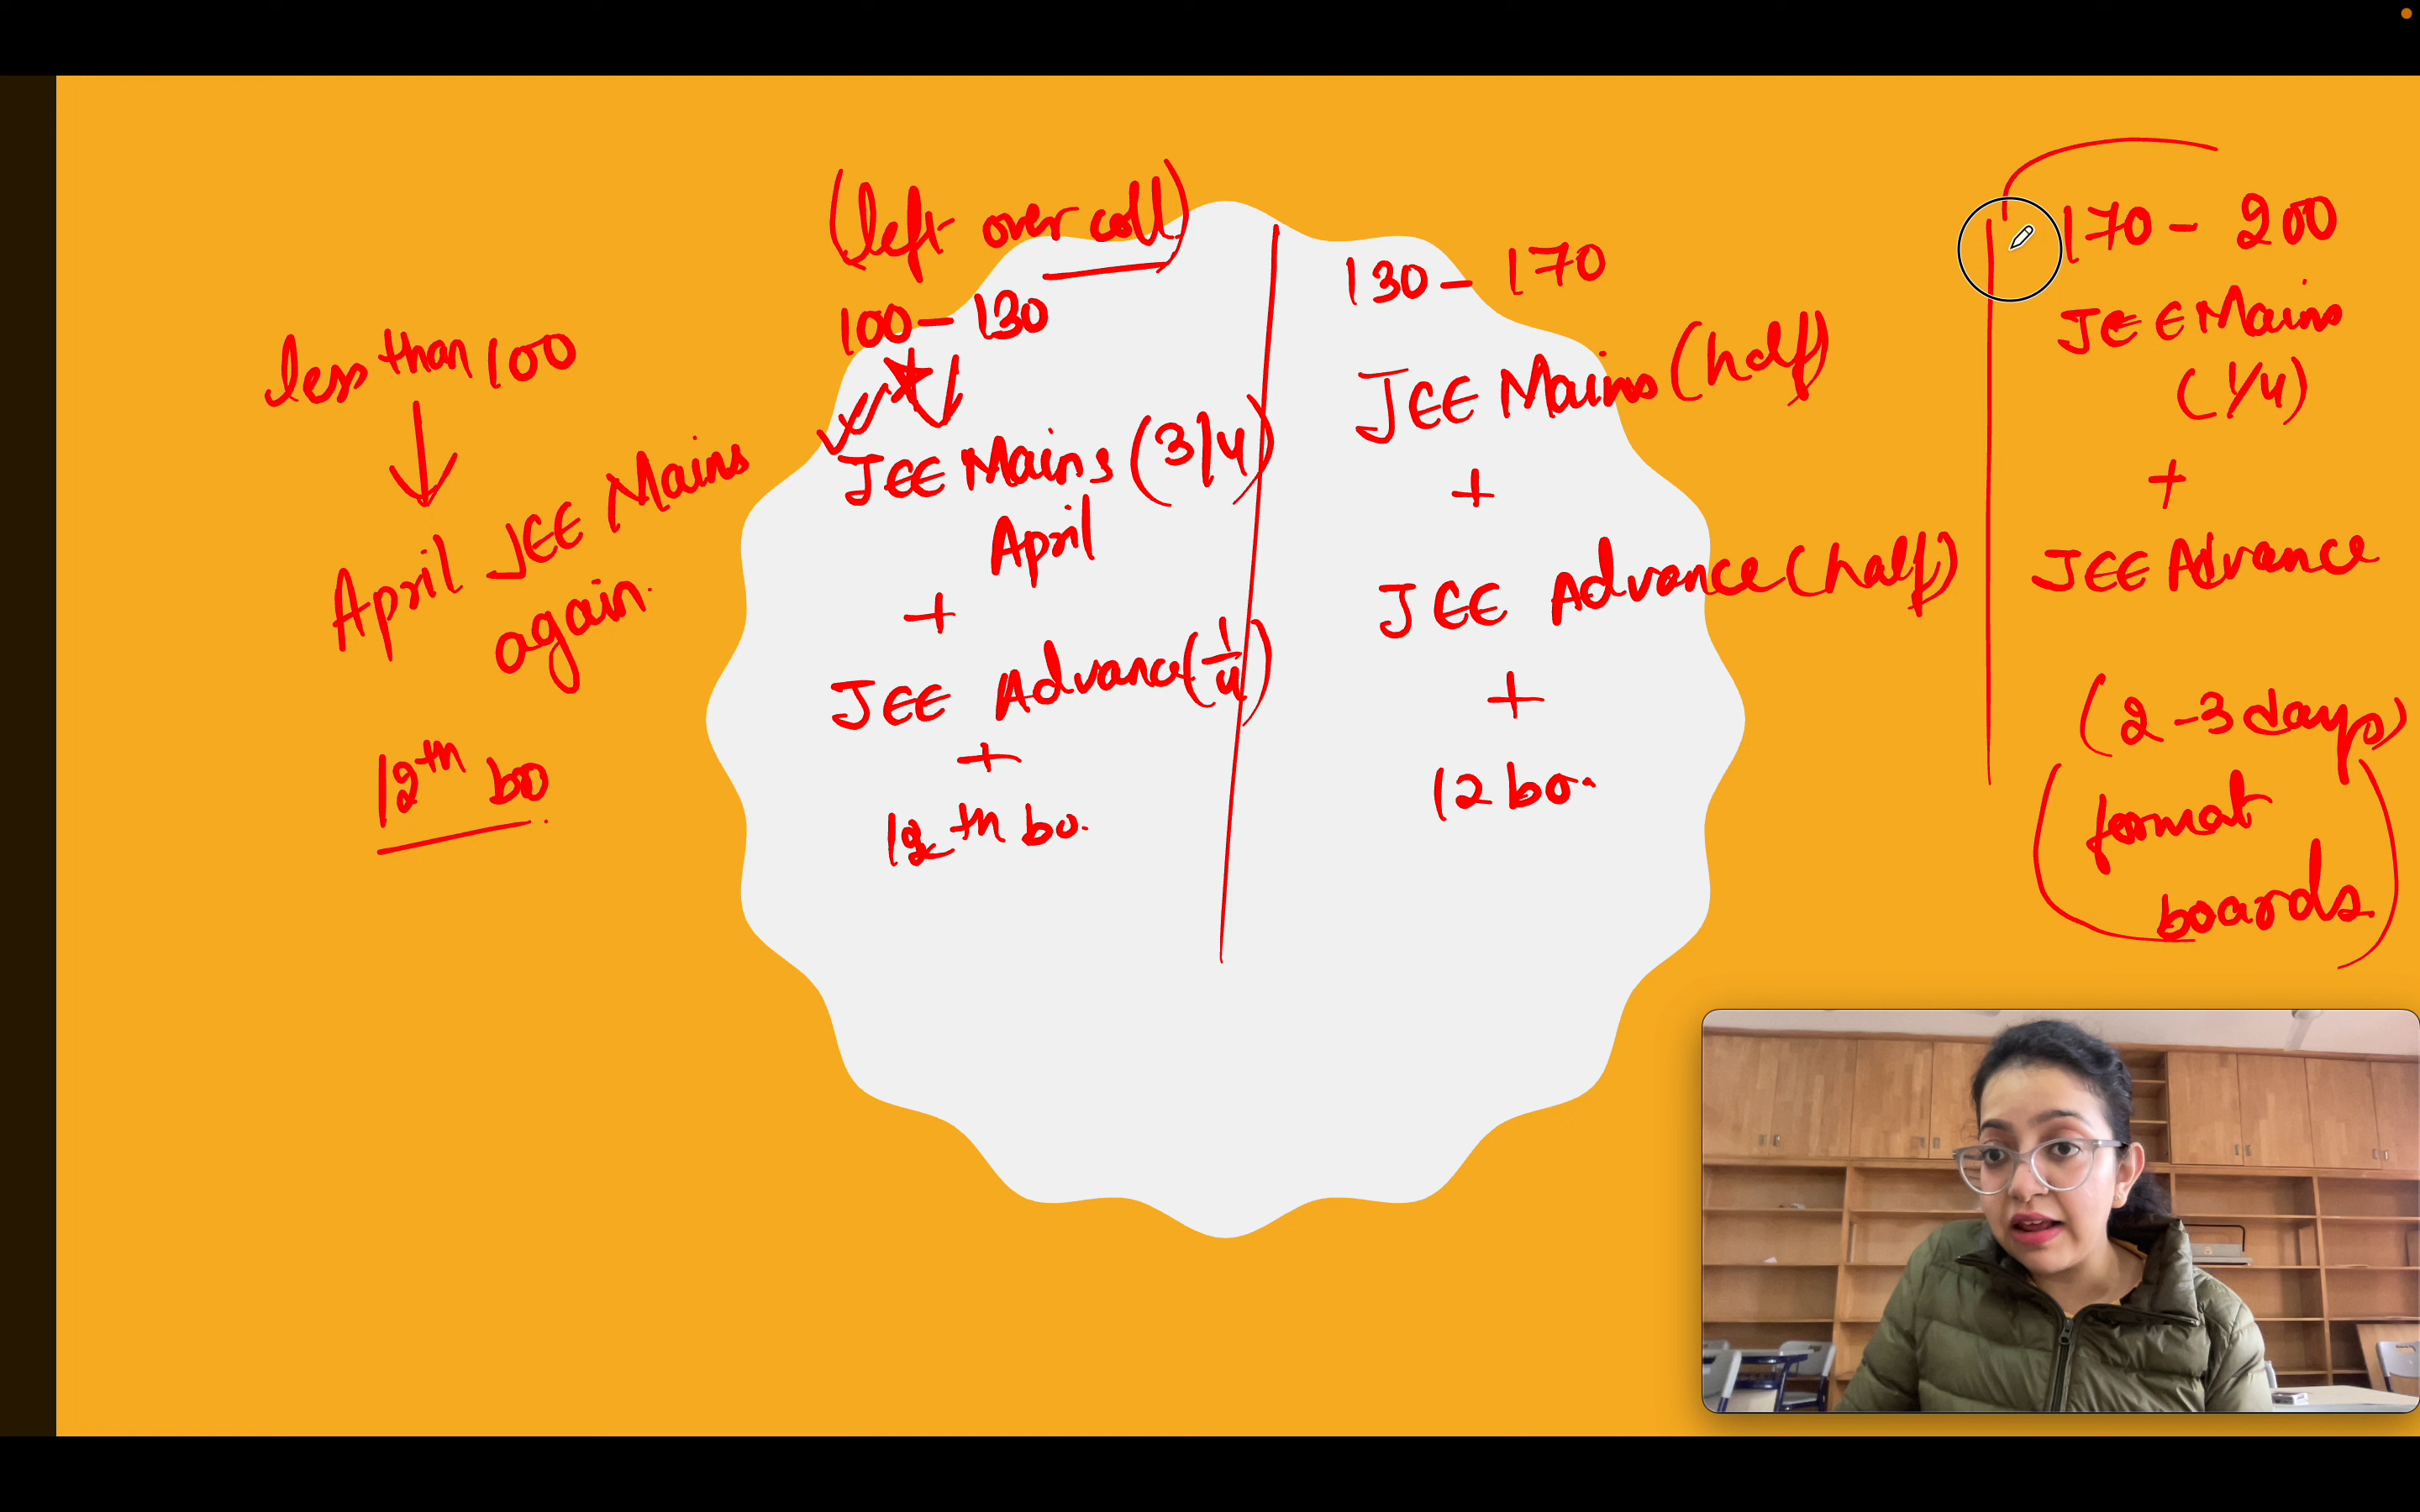 less than 100
April JEE Mains
again.
12th bo
(left over coll)
100-130
JEE Mains (3/4)
April
+
JEE Advance (1/4)
+
12th bo.
130-170
JEE Mains (half)
+
JEE Advance (half)
+
12 bo.
170-200
JEE Mains
(1/4)
+
JEE Advance
(2-3 days)
(format
boards)